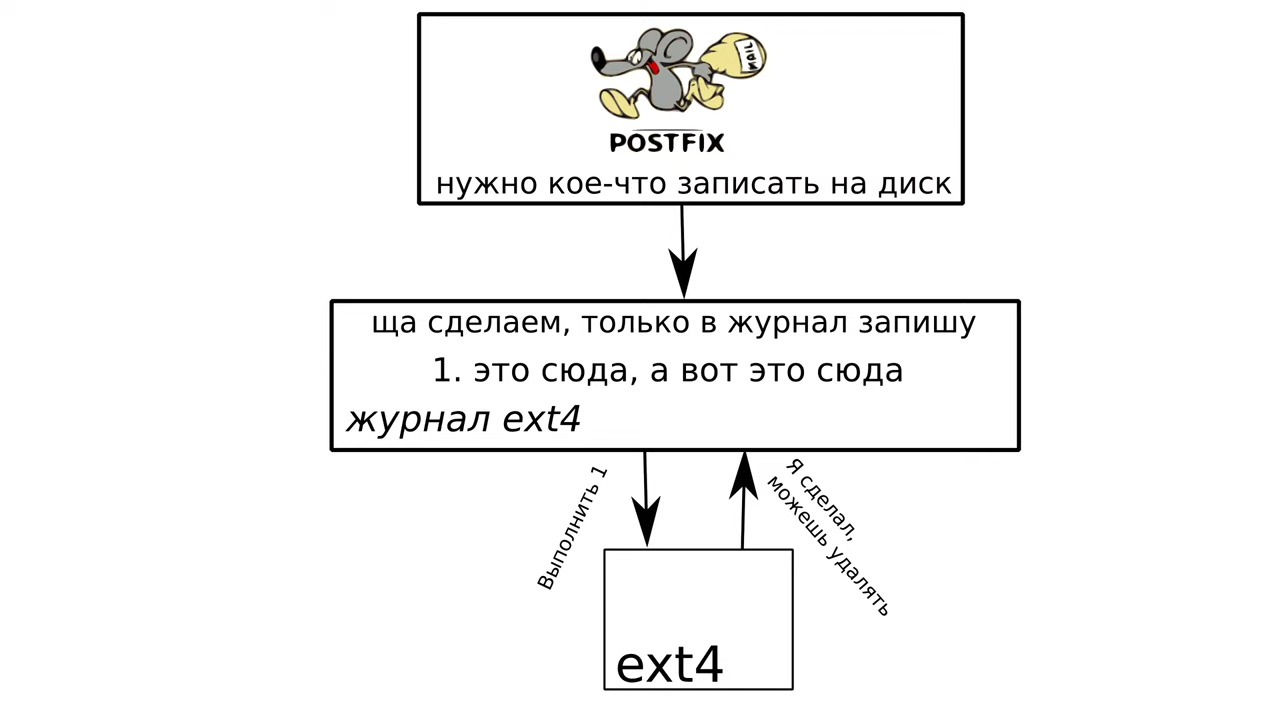 MAIL
POSTFIX
нужно кое-что записать на диск
ща сделаем, только в журнал запишу
1. это сюда, а вот это сюда
журнал ext4
Выполнить 1
Я сделал,
можешь удалять
ext4